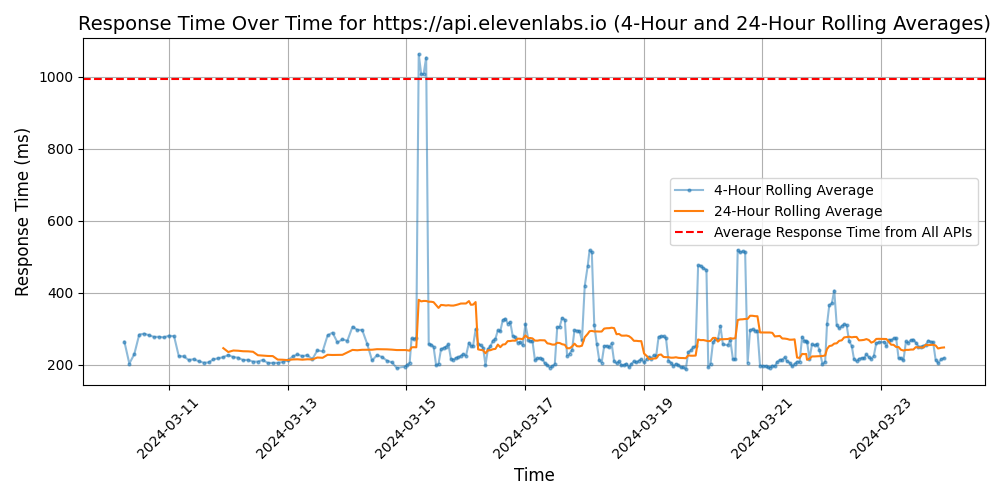 Response Time Over Time for https://api.elevenlabs.io (4-Hour and 24-Hour Rolling Averages)
Response Time (ms)
1000
800
600
400
200
4-Hour Rolling Average
24-Hour Rolling Average
Average Response Time from All APIs
2024-03-11
2024-03-13
2024-03-15
2024-03-17
2024-03-19
2024-03-21
2024-03-23
Time